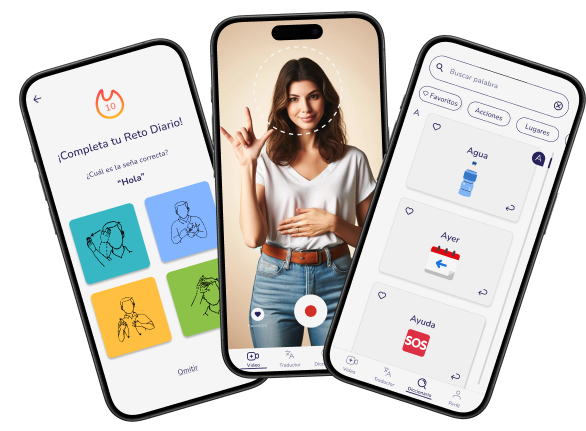 10
¡Completa tu Reto Diario!
¿Cuál es la seña correcta?
"Hola"
Omitir
Video
Traductor
Buscar palabra
Favoritos
Acciones
Lugares
A
Agua
A
Ayer
Ayuda
SOS
Video
Traductor
Diccionario
Perfil